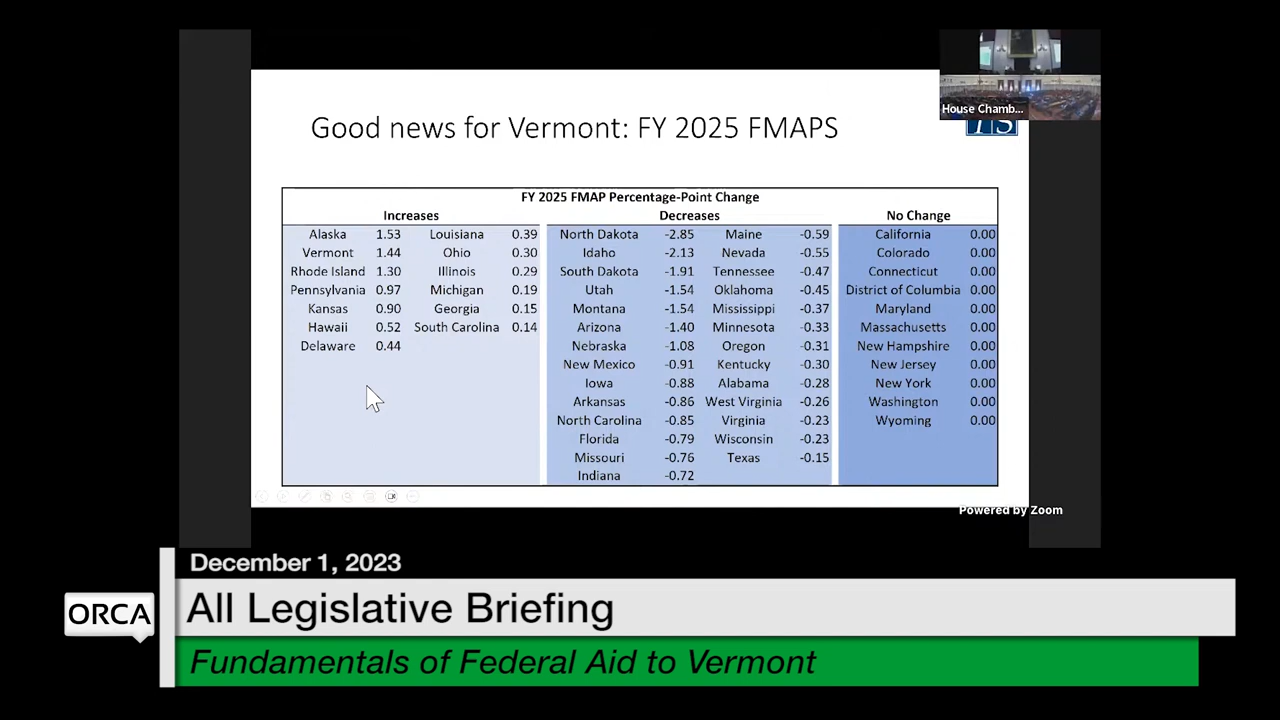 House Chamb...
Good news for Vermont: FY 2025 FMAPS
FY 2025 FMAP Percentage-Point Change
Increases Decreases No Change
Alaska 1.53 Louisiana 0.39 North Dakota -2.85 Maine -0.59 California 0.00
Vermont 1.44 Ohio 0.30 Idaho -2.13 Nevada -0.55 Colorado 0.00
Rhode Island 1.30 Illinois 0.29 South Dakota -1.91 Tennessee -0.47 Connecticut 0.00
Pennsylvania 0.97 Michigan 0.19 Utah -1.54 Oklahoma -0.45 District of Columbia 0.00
Kansas 0.90 Georgia 0.15 Montana -1.54 Mississippi -0.37 Maryland 0.00
Hawaii 0.52 South Carolina 0.14 Arizona -1.40 Minnesota -0.33 Massachusetts 0.00
Delaware 0.44 Nebraska -1.08 Oregon -0.31 New Hampshire 0.00
New Mexico -0.91 Kentucky -0.30 New Jersey 0.00
Iowa -0.88 Alabama -0.28 New York 0.00
Arkansas -0.86 West Virginia -0.26 Washington 0.00
North Carolina -0.85 Virginia -0.23 Wyoming 0.00
Florida -0.79 Wisconsin -0.23
Missouri -0.76 Texas -0.15
Indiana -0.72
Powered by Zoom
December 1, 2023
ORCA
All Legislative Briefing
Fundamentals of Federal Aid to Vermont